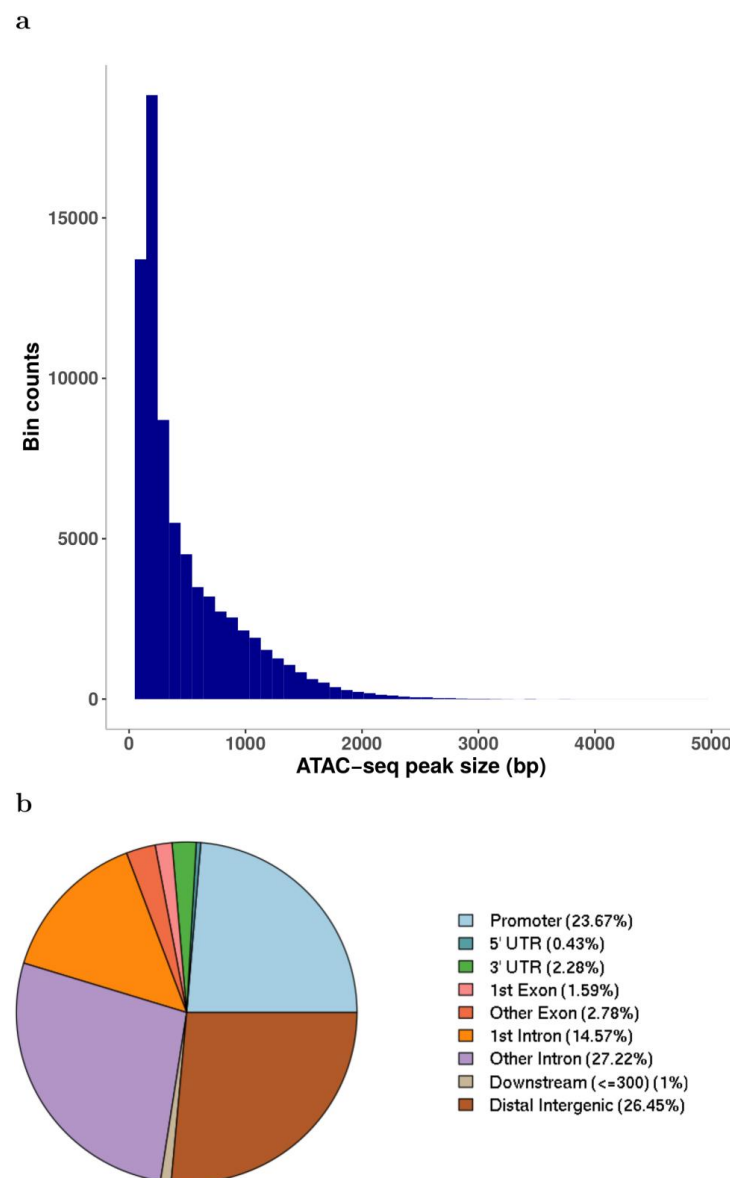 a
15000
10000
5000
0
Bin counts
0 1000 2000 3000 4000 5000
ATAC−seq peak size (bp)
b
Promoter (23.67%)
5' UTR (0.43%)
3' UTR (2.28%)
1st Exon (1.59%)
Other Exon (2.78%)
1st Intron (14.57%)
Other Intron (27.22%)
Downstream (<=300) (1%)
Distal Intergenic (26.45%)